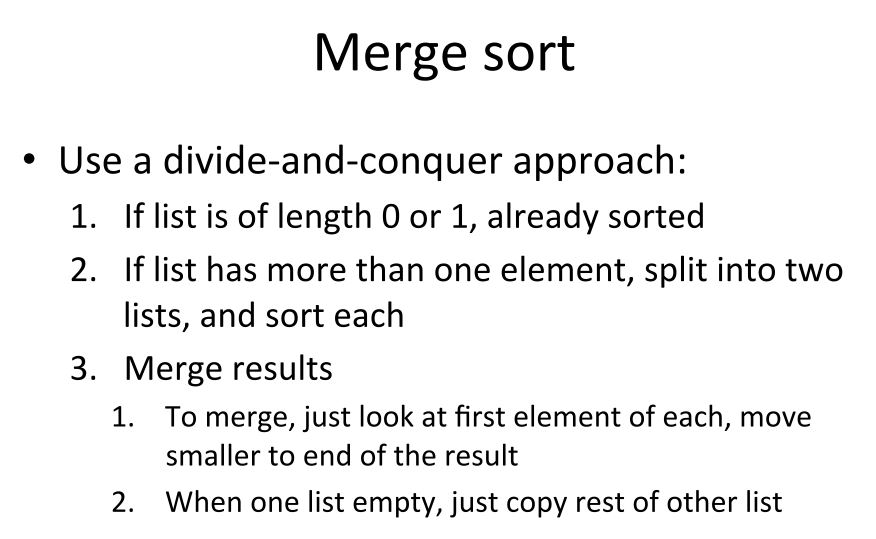 Merge sort
• Use a divide-and-conquer approach:
1. If list is of length 0 or 1, already sorted
2. If list has more than one element, split into two
lists, and sort each
3. Merge results
1. To merge, just look at first element of each, move
smaller to end of the result
2. When one list empty, just copy rest of other list